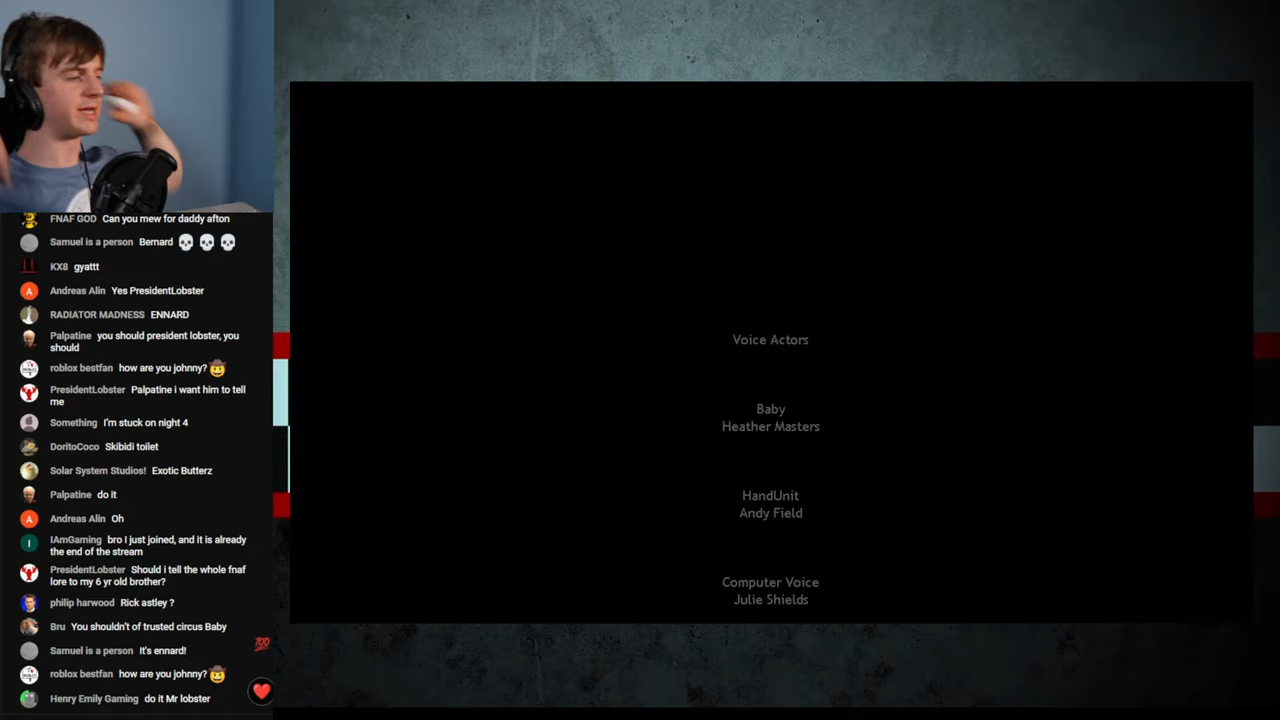 FNAF GOD Can you mew for daddy afton
Samuel is a person Bernard 💀 💀 💀
KX8 gyattt
Andreas Alin Yes PresidentLobster
RADIATOR MADNESS ENNARD
Palpatine you should president lobster, you
should
roblox bestfan how are you johnny? 🤠
PresidentLobster Palpatine i want him to tell
me
Something I'm stuck on night 4
DoritoCoco Skibidi toilet
Solar System Studios! Exotic Butterz
Palpatine do it
A
Andreas Alin Oh
I
IAmGaming bro I just joined, and it is already
the end of the stream
PresidentLobster Should i tell the whole fnaf
lore to my 6 yr old brother?
philip harwood Rick astley ?
Bru You shouldn't of trusted circus Baby
Samuel is a person It's ennard!
💯
roblox bestfan how are you johnny? 🤠
Henry Emily Gaming do it Mr lobster
Voice Actors
Baby
Heather Masters
HandUnit
Andy Field
Computer Voice
Julie Shields